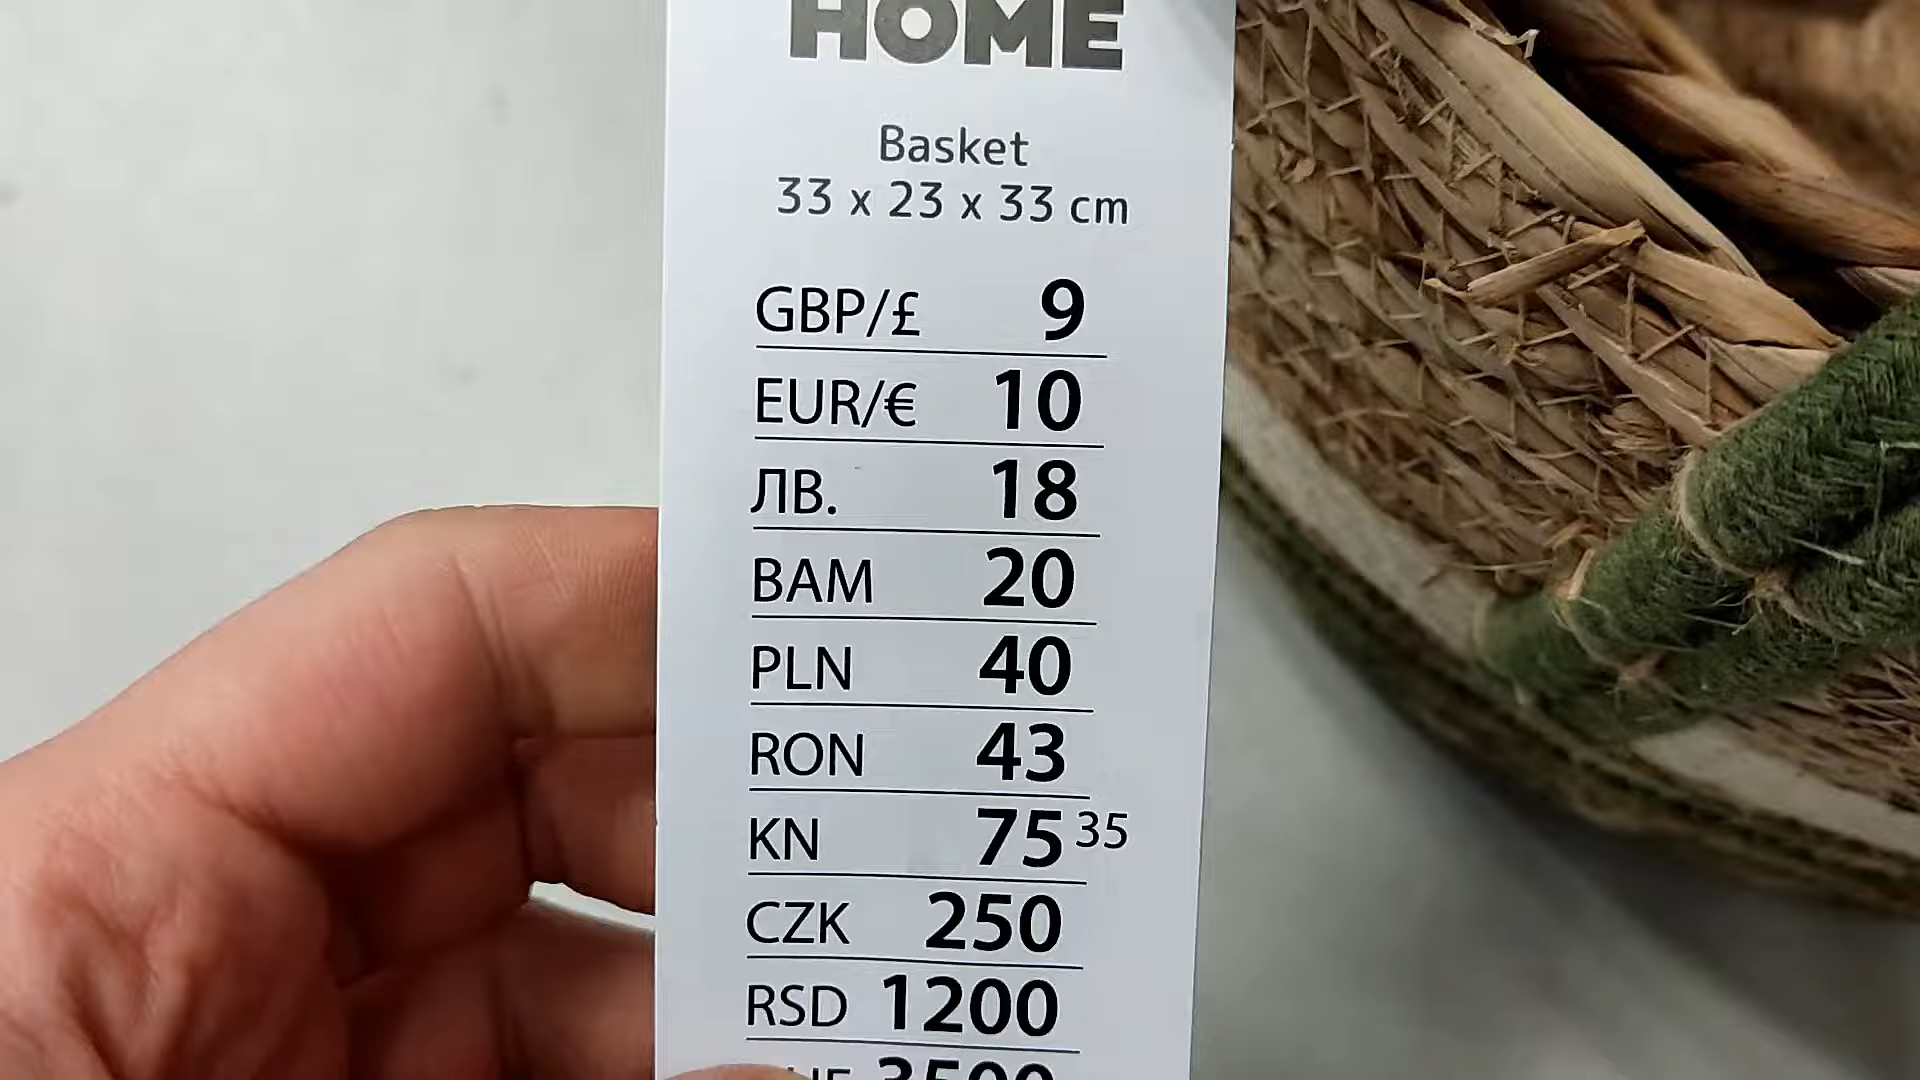 HOME
Basket
33 x 23 x 33 cm
GBP/£ 9
EUR/€ 10
ЛВ. 18
BAM 20
PLN 40
RON 43
KN 75 35
CZK 250
RSD 1200
3500